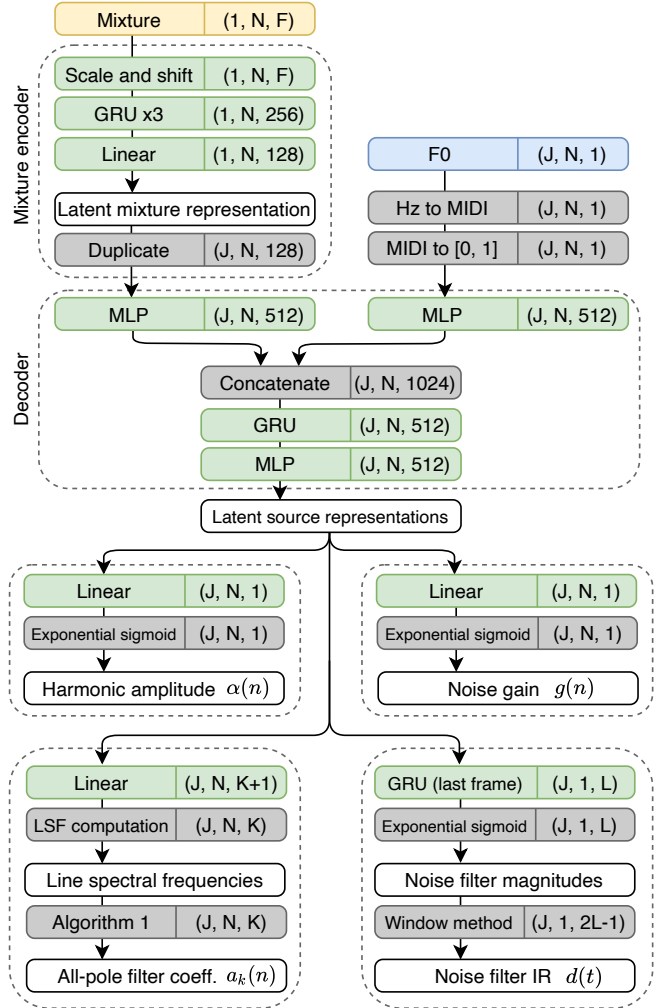 Mixture (1, N, F)
Mixture encoder
Scale and shift (1, N, F)
GRU x3 (1, N, 256)
Linear (1, N, 128)
Latent mixture representation
Duplicate (J, N, 128)
F0 (J, N, 1)
Hz to MIDI (J, N, 1)
MIDI to [0, 1] (J, N, 1)
Decoder
MLP (J, N, 512)
MLP (J, N, 512)
Concatenate (J, N, 1024)
GRU (J, N, 512)
MLP (J, N, 512)
Latent source representations
Linear (J, N, 1)
Exponential sigmoid (J, N, 1)
Harmonic amplitude α(n)
Linear (J, N, 1)
Exponential sigmoid (J, N, 1)
Noise gain g(n)
Linear (J, N, K+1)
LSF computation (J, N, K)
Line spectral frequencies
Algorithm 1 (J, N, K)
All-pole filter coeff. aₖ(n)
GRU (last frame) (J, 1, L)
Exponential sigmoid (J, 1, L)
Noise filter magnitudes
Window method (J, 1, 2L-1)
Noise filter IR d(t)